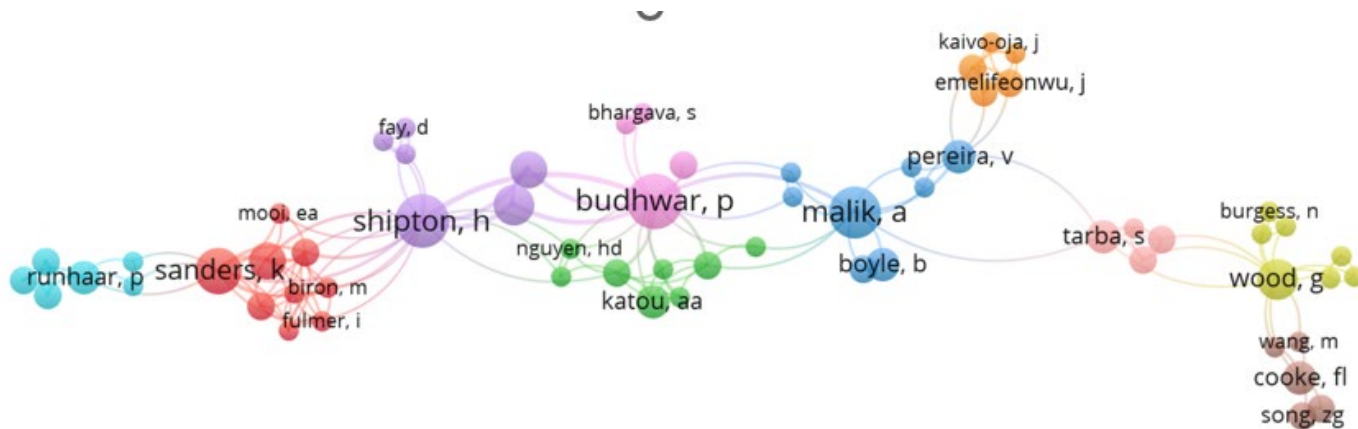 kaivo-oja, j
emelifeonwu, j
bhargava, s
fay, d
pereira, v
budhwar, p
mooi, ea
shipton, h
malik, a
burgess, n
tarba, s
nguyen, hd
runhaar, p
sanders, k
boyle, b
wood, g
biron, m
katou, aa
fulmer, i
wang, m
cooke, fl
song, zg